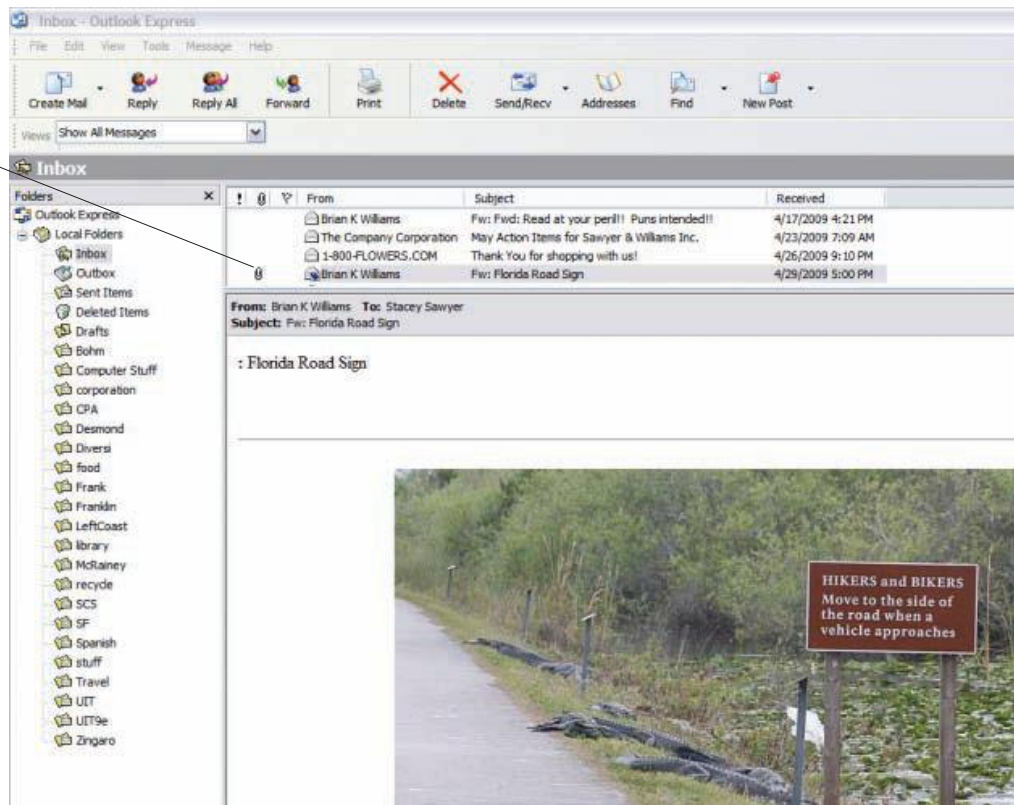 Inbox - Outlook Express
File Edit View Tools Message Help
Create Mail Reply Reply All Forward Print Delete Send/Recv Addresses Find New Post
Views Show All Messages
Inbox
Folders X ! From Subject Received
Outlook Express
Local Folders
Inbox
Outbox
Sent Items
Deleted Items
Drafts
Bohm
Computer Stuff
corporation
CPA
Desmond
Diversi
food
Frank
Franklin
LeftCoast
library
McRainey
recycle
SCS
SF
Spanish
stuff
Travel
UIT
UIT9e
Zingaro
Brian K Williams Fw: Fwd: Read at your peril!! Puns intended!! 4/17/2009 4:21 PM
The Company Corporation May Action Items for Sawyer & Williams Inc. 4/23/2009 7:09 AM
1-800-FLOWERS.COM Thank You for shopping with us! 4/26/2009 9:10 PM
Brian K Williams Fw: Florida Road Sign 4/29/2009 5:00 PM
From: Brian K Williams To: Stacey Sawyer
Subject: Fw: Florida Road Sign
: Florida Road Sign
HIKERS and BIKERS
Move to the side of
the road when a
vehicle approaches